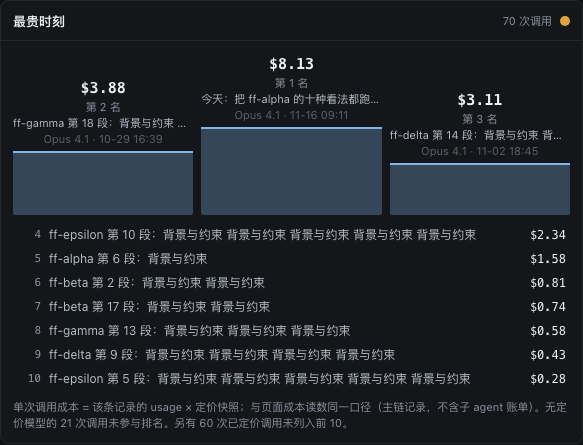 最贵时刻
70 次调用
$8.13
第 1 名
今天：把 ff-alpha 的十种看法都跑…
Opus 4.1 · 11-16 09:11
$3.88
第 2 名
ff-gamma 第 18 段：背景与约束 …
Opus 4.1 · 10-29 16:39
$3.11
第 3 名
ff-delta 第 14 段：背景与约束 背…
Opus 4.1 · 11-02 18:45
4 ff-epsilon 第 10 段：背景与约束 背景与约束 背景与约束 背景与约束 背景与约束 $2.34
5 ff-alpha 第 6 段：背景与约束 $1.58
6 ff-beta 第 2 段：背景与约束 背景与约束 $0.81
7 ff-beta 第 17 段：背景与约束 背景与约束 $0.74
8 ff-gamma 第 13 段：背景与约束 背景与约束 背景与约束 $0.58
9 ff-delta 第 9 段：背景与约束 背景与约束 背景与约束 背景与约束 $0.43
10 ff-epsilon 第 5 段：背景与约束 背景与约束 背景与约束 背景与约束 背景与约束 $0.28
单次调用成本 = 该条记录的 usage × 定价快照；与页面成本读数同一口径（主链记录，不含子 agent 账单）。无定
价模型的 21 次调用未参与排名。另有 60 次已定价调用未列入前 10。